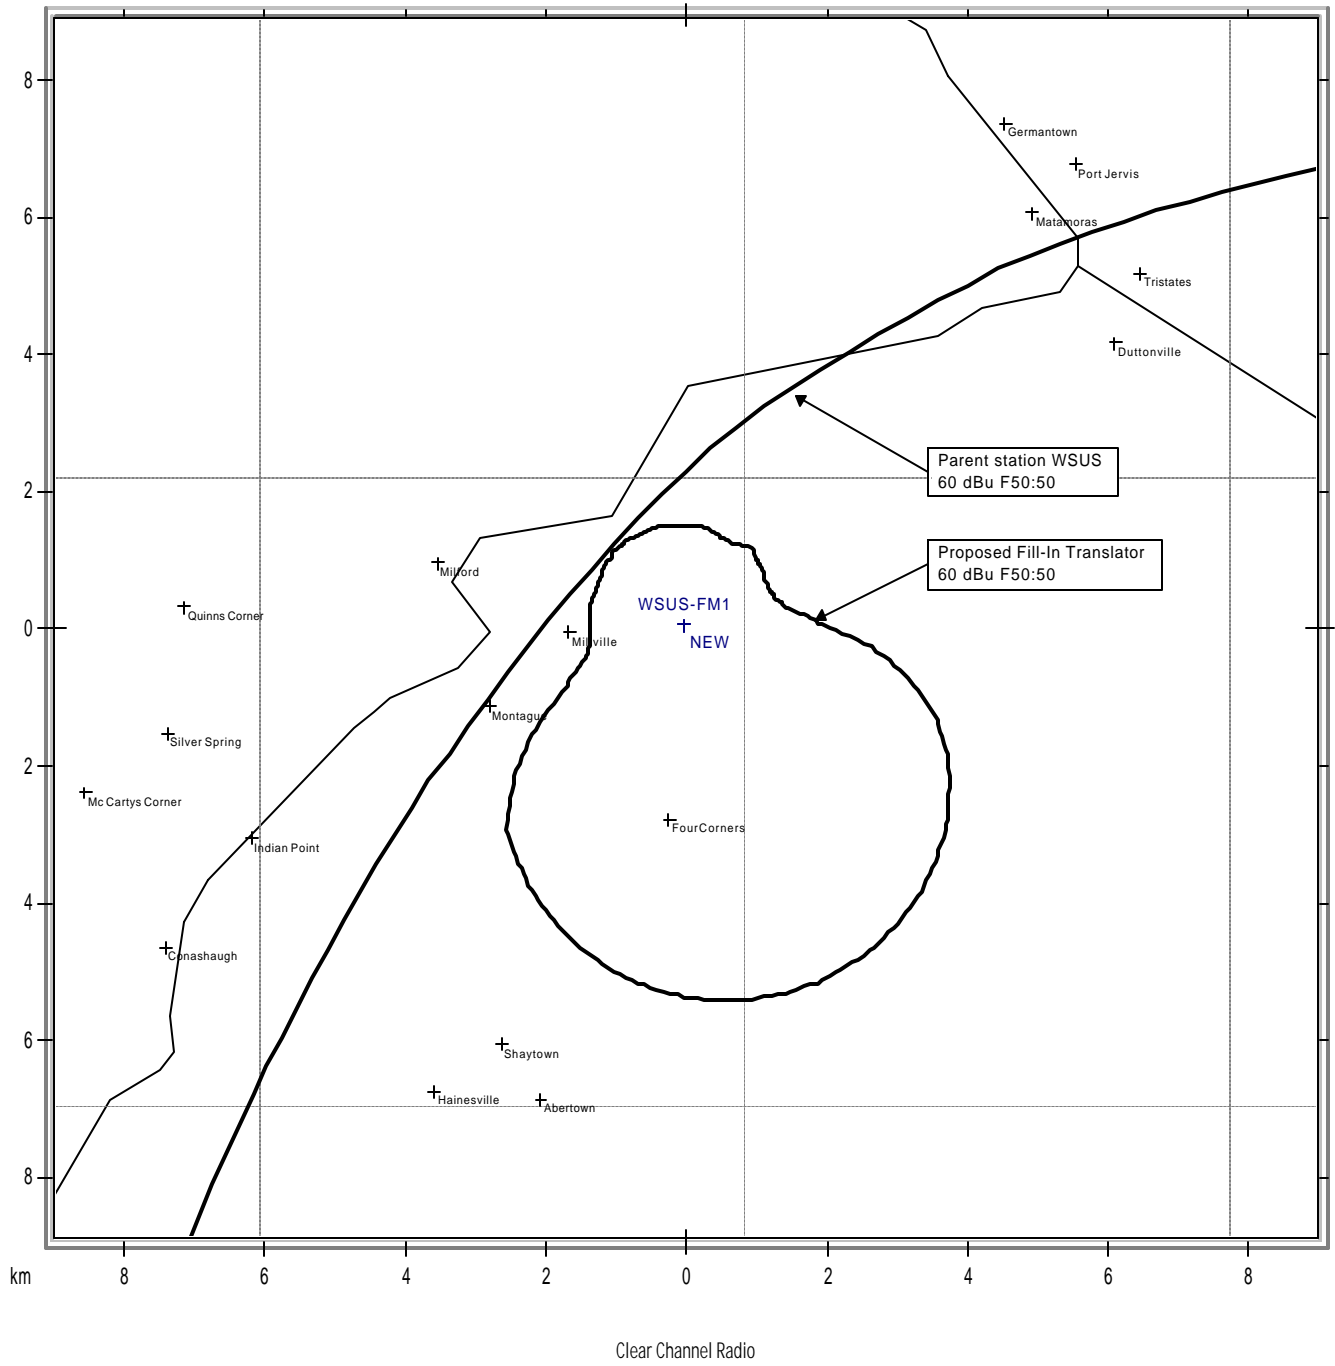 8
Germantown
Port Jervis
6
Matamoras
Tristates
4
Duttonville
Parent station WSUS
60 dBu F50:50
2
Proposed Fill-In Translator
60 dBu F50:50
Milford
WSUS-FM1
Quinns Corner
0
Millville
NEW
Montague
Silver Spring
2
Mc Cartys Corner
FourCorners
Indian Point
4
Conashaugh
6
Shaytown
Hainesville
Abertown
8
km 8 6 4 2 0 2 4 6 8
Clear Channel Radio